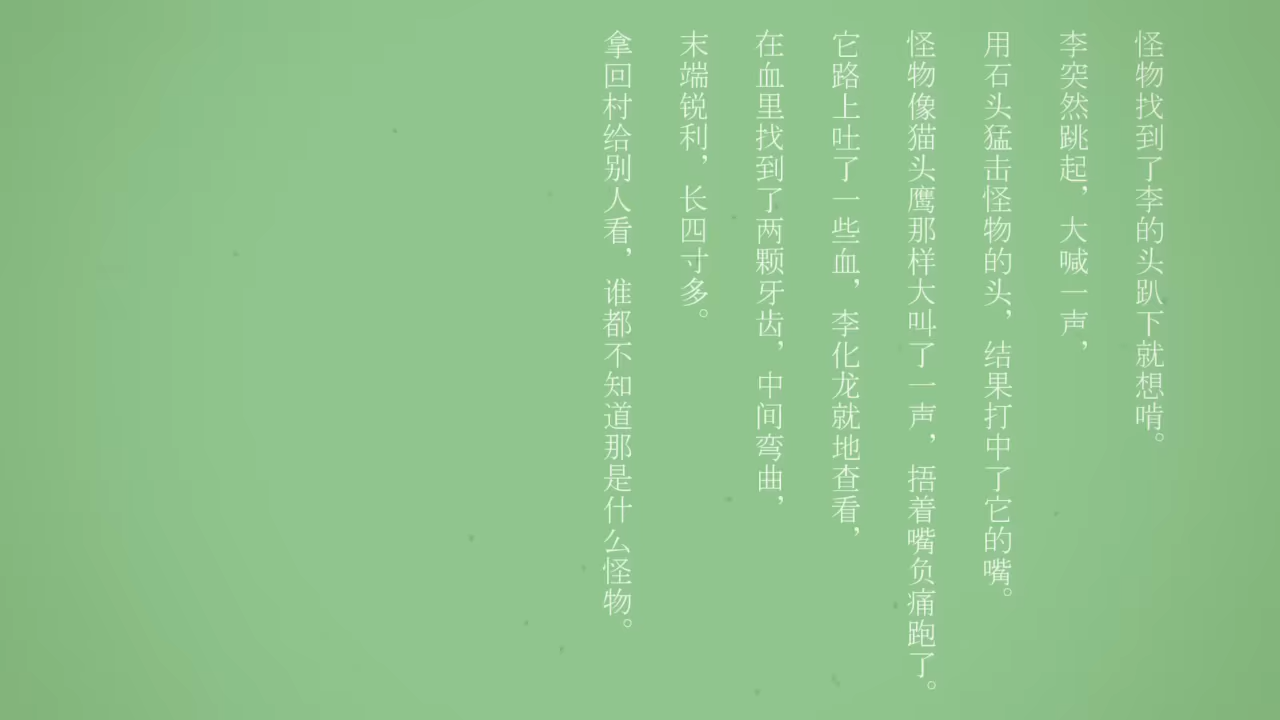 怪物找到了李的头趴下就想啃。
李突然跳起，大喊一声，
用石头猛击怪物的头，结果打中了它的嘴。
怪物像猫头鹰那样大叫了一声，捂着嘴负痛跑了。
它路上吐了一些血，李化龙就地查看，
在血里找到了两颗牙齿，中间弯曲，
末端锐利，长四寸多。
拿回村给别人看，谁都不知道那是什么怪物。